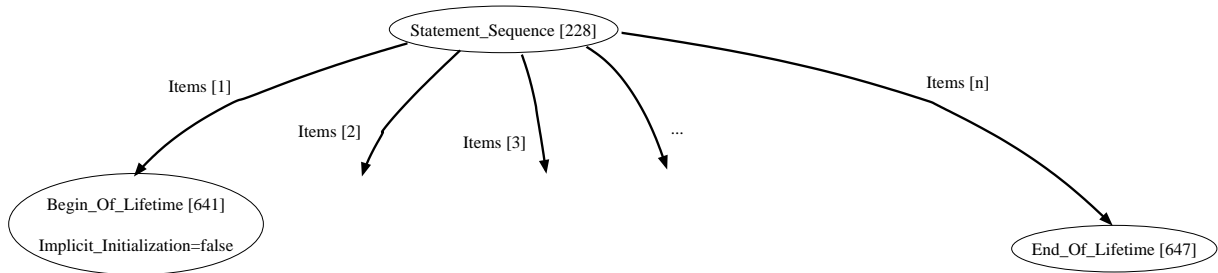 Statement_Sequence [228]
Items [1]
Items [2]
Items [3]
...
Items [n]
Begin_Of_Lifetime [641]
Implicit_Initialization=false
End_Of_Lifetime [647]